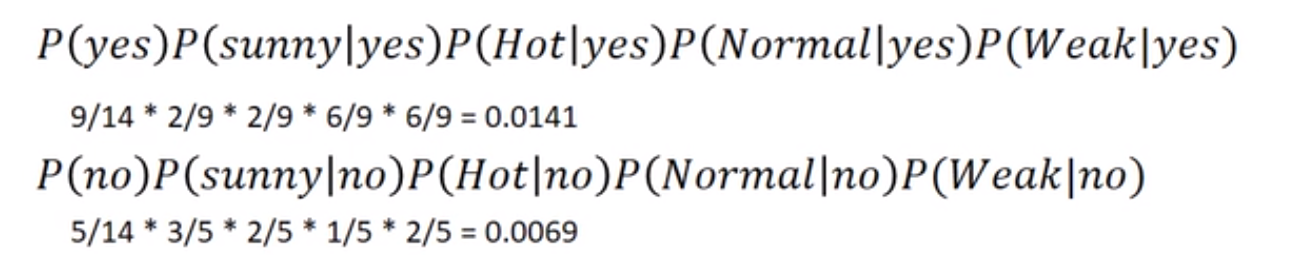 P(yes)P(sunny|yes)P(Hot|yes)P(Normal|yes)P(Weak|yes)
9/14 * 2/9 * 2/9 * 6/9 * 6/9 = 0.0141
P(no)P(sunny|no)P(Hot|no)P(Normal|no)P(Weak|no)
5/14 * 3/5 * 2/5 * 1/5 * 2/5 = 0.0069